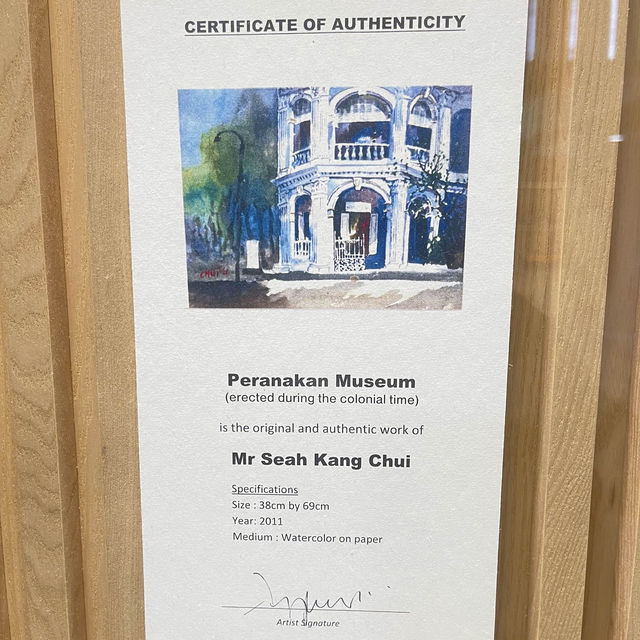 CERTIFICATE OF AUTHENTICITY
CHUI 11
Peranakan Museum
(erected during the colonial time)
is the original and authentic work of
Mr Seah Kang Chui
Specifications
Size : 38cm by 69cm
Year: 2011
Medium : Watercolor on paper
Artist Signature